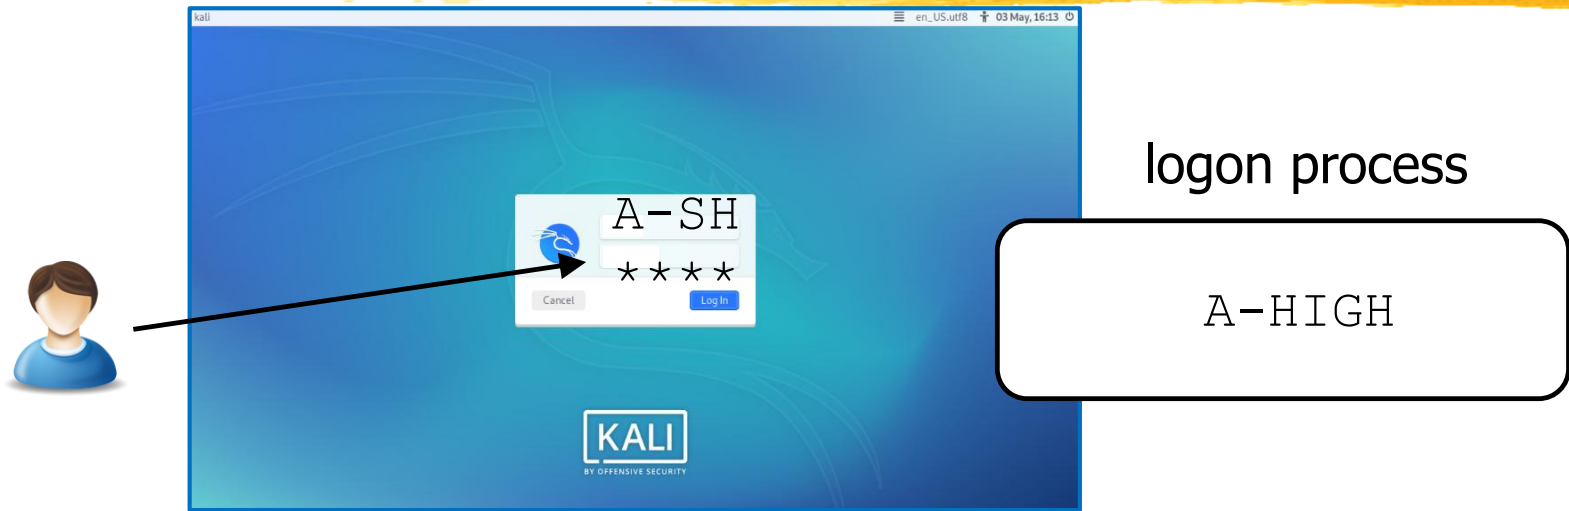 kali
en_US.utf8 03 May, 16:13
logon process
A-SH
****
Cancel
Log In
A-HIGH
KALI
BY OFFENSIVE SECURITY